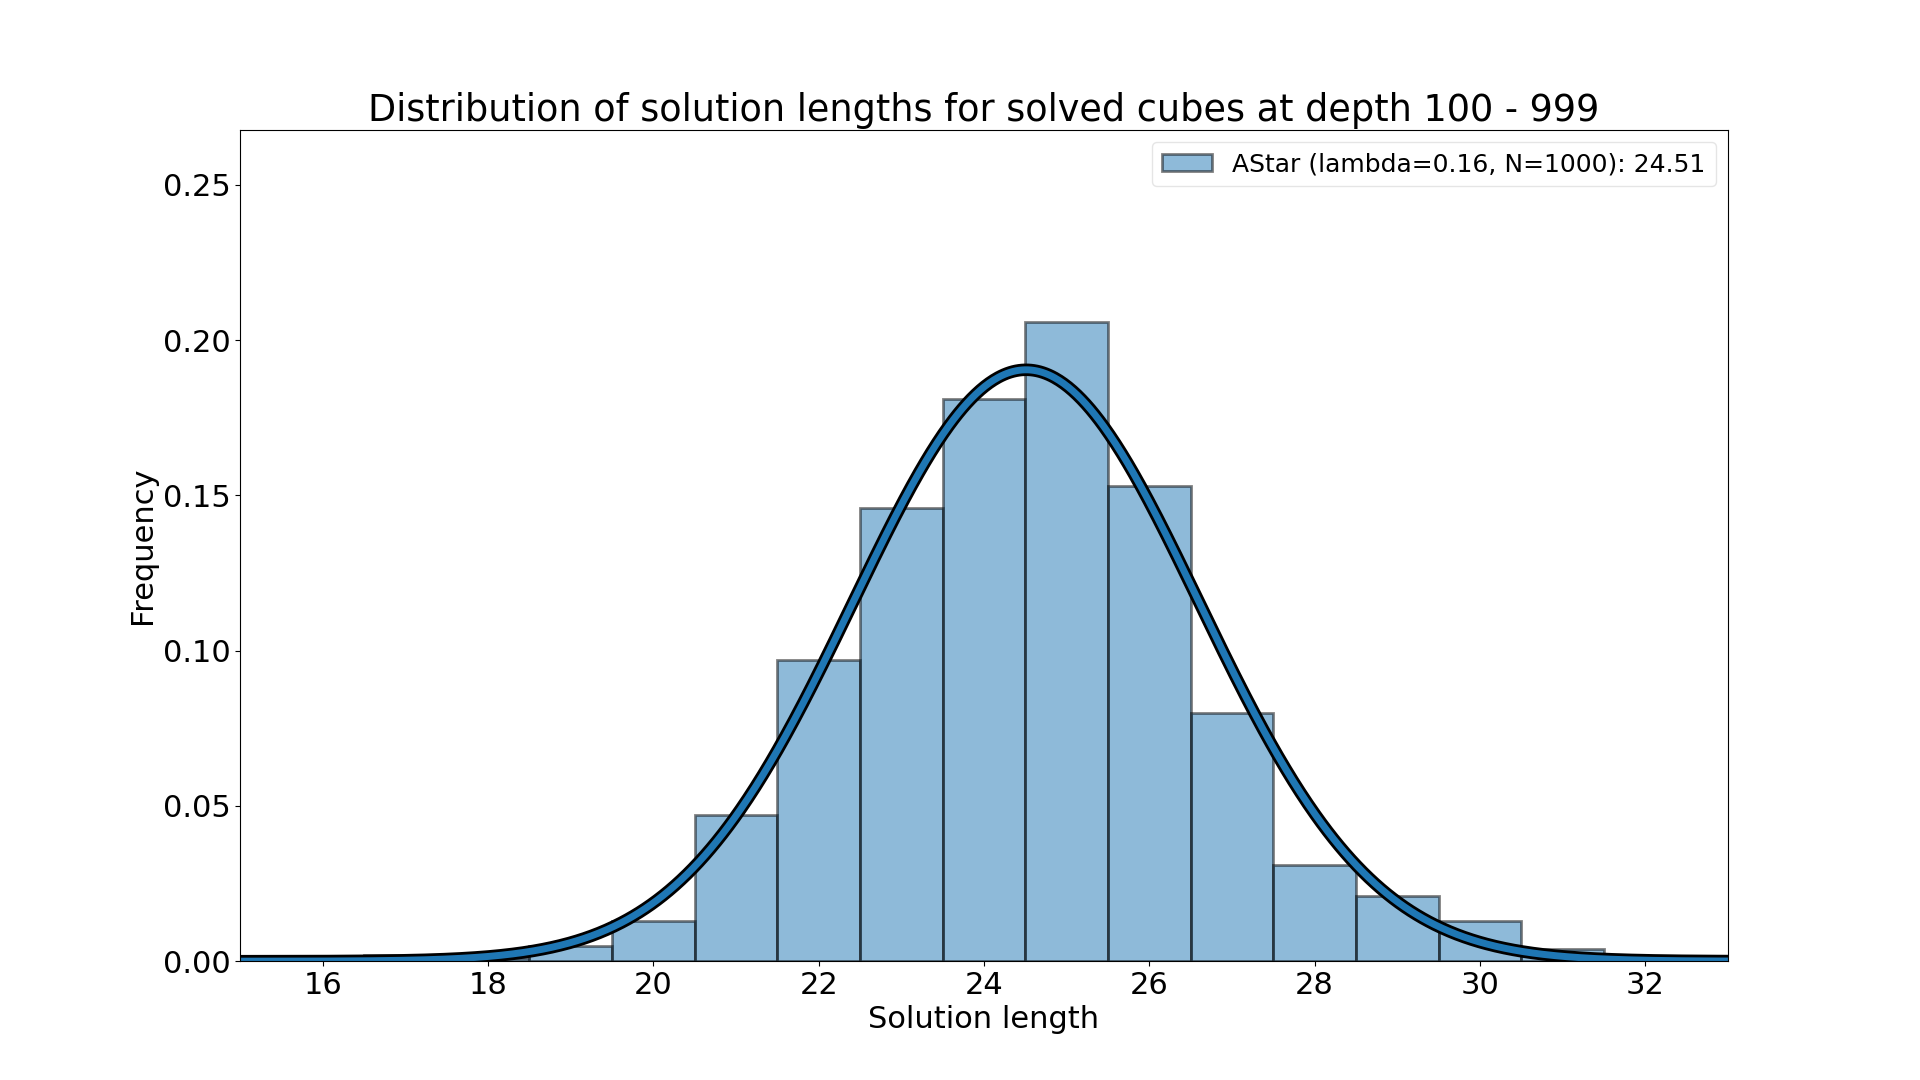 Distribution of solution lengths for solved cubes at depth 100 - 999
AStar (lambda=0.16, N=1000): 24.51
0.25
0.20
0.15
0.10
0.05
0.00
Frequency
16 18 20 22 24 26 28 30 32
Solution length